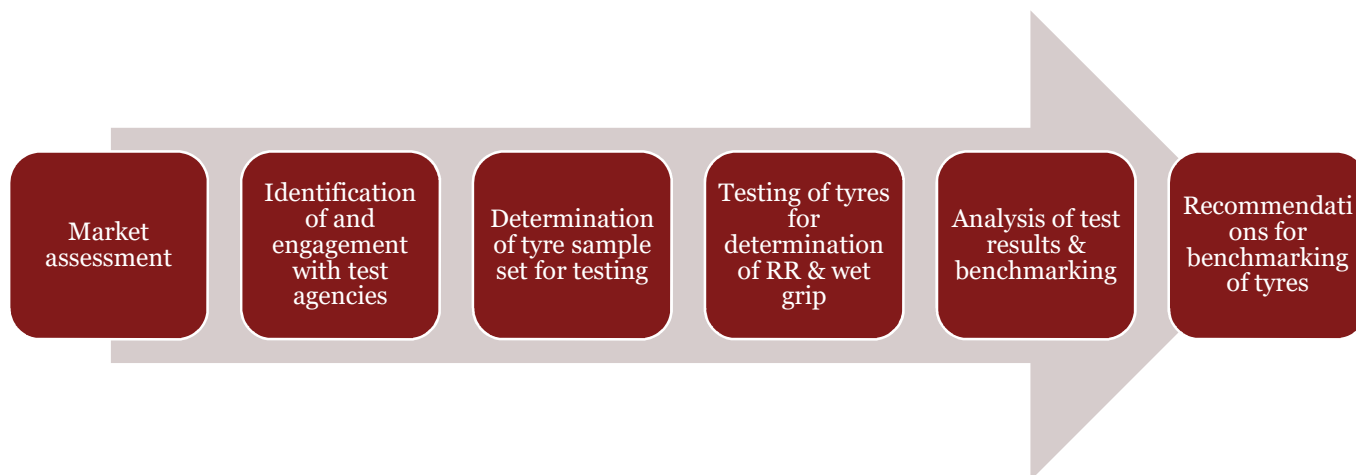 Market
assessment
Identification
of and
engagement
with test
agencies
Determination
of tyre sample
set for testing
Testing of tyres
for
determination
of RR & wet
grip
Analysis of test
results &
benchmarking
Recommendati
ons for
benchmarking
of tyres